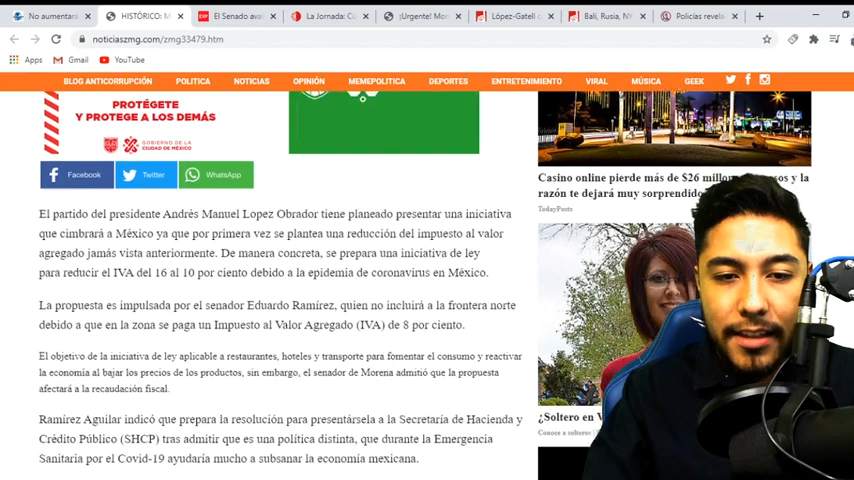 No aumentará
HISTÓRICO: M
El Senado ava
La Jornada: Cú
¡Urgente! Mor
López-Gatell c
Bali, Rusia, NY
Policías revela
noticiaszmg.com/zmg33479.htm
Apps Gmail YouTube
BLOG ANTICORRUPCIÓN POLITICA NOTICIAS OPINIÓN MEMEPOLITICA DEPORTES ENTRETENIMIENTO VIRAL MÚSICA GEEK
PROTÉGETE
Y PROTEGE A LOS DEMÁS
GOBIERNO DE LA
CIUDAD DE MÉXICO
Facebook Twitter WhatsApp
El partido del presidente Andrés Manuel Lopez Obrador tiene planeado presentar una iniciativa
que cimbrará a México ya que por primera vez se plantea una reducción del impuesto al valor
agregado jamás vista anteriormente. De manera concreta, se prepara una iniciativa de ley
para reducir el IVA del 16 al 10 por ciento debido a la epidemia de coronavirus en México.
La propuesta es impulsada por el senador Eduardo Ramírez, quien no incluirá a la frontera norte
debido a que en la zona se paga un Impuesto al Valor Agregado (IVA) de 8 por ciento.
El objetivo de la iniciativa de ley aplicable a restaurantes, hoteles y transporte para fomentar el consumo y reactivar
la economía al bajar los precios de los productos, sin embargo, el senador de Morena admitió que la propuesta
afectará a la recaudación fiscal.
Ramírez Aguilar indicó que prepara la resolución para presentársela a la Secretaría de Hacienda y
Crédito Público (SHCP) tras admitir que es una política distinta, que durante la Emergencia
Sanitaria por el Covid-19 ayudaría mucho a subsanar la economía mexicana.
Casino online pierde más de $26 millon os y la
razón te dejará muy sorprendido
TodayPosts
¿Soltero en V
Conoce a solteros